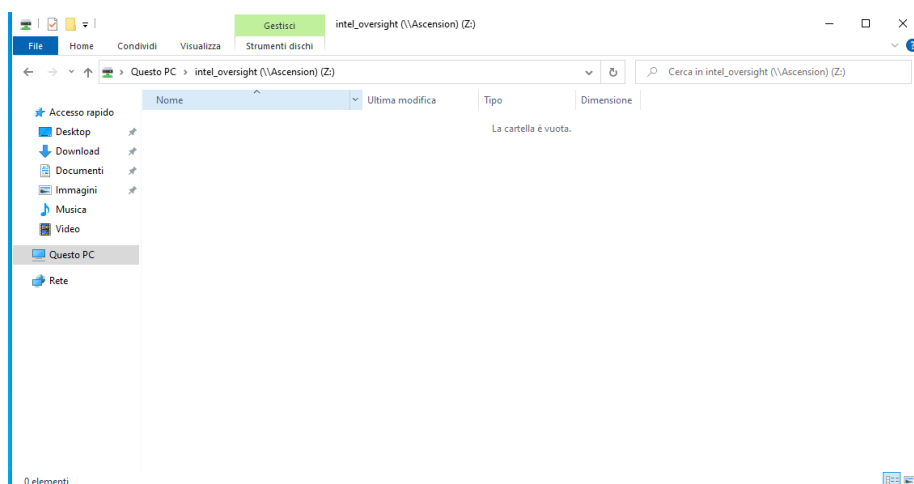 Gestisci
intel_oversight (\\Ascension) (Z:)
File
Home
Condividi
Visualizza
Strumenti dischi
Questo PC > intel_oversight (\\Ascension) (Z:)
Cerca in intel_oversight (\\Ascension) (Z:)
Nome
Ultima modifica
Tipo
Dimensione
Accesso rapido
Desktop
Download
Documenti
Immagini
Musica
Video
Questo PC
Rete
La cartella è vuota.
0 elementi